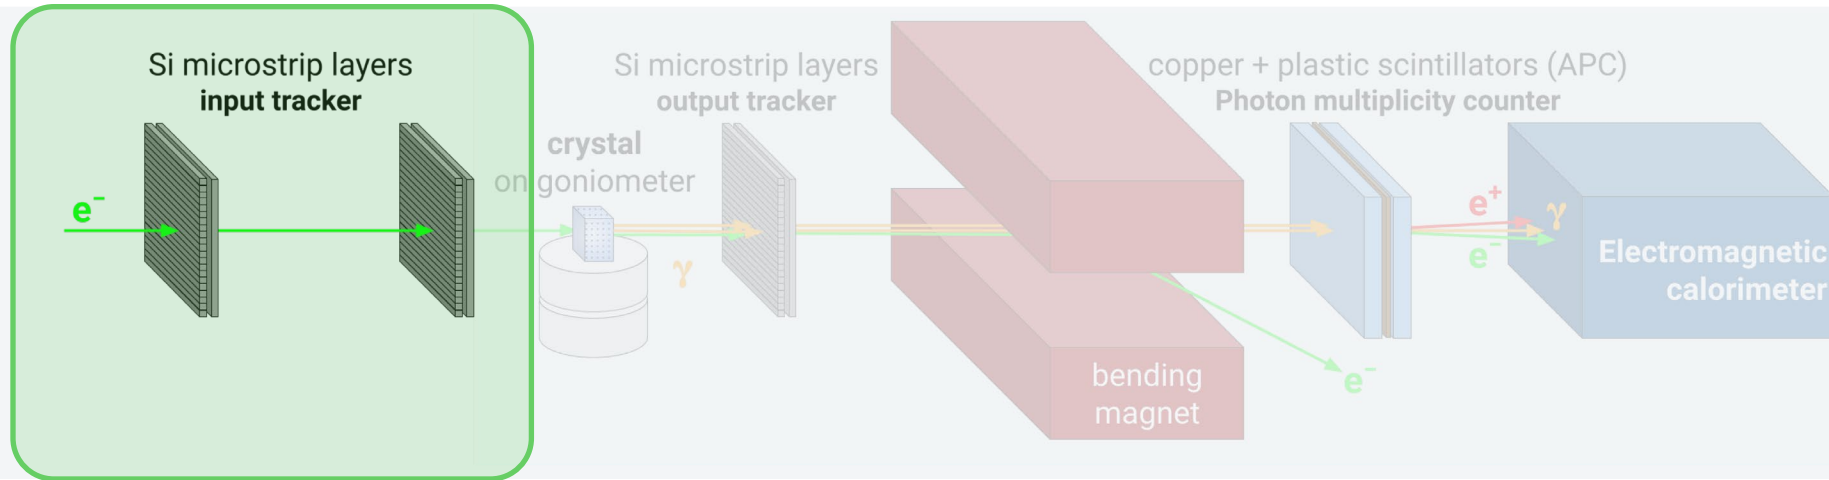 Si microstrip layers
input tracker
e⁻
Si microstrip layers
output tracker
crystal
on goniometer
γ
bending
magnet
e⁻
copper + plastic scintillators (APC)
Photon multiplicity counter
e⁺
γ
e⁻
Electromagnetic
calorimeter